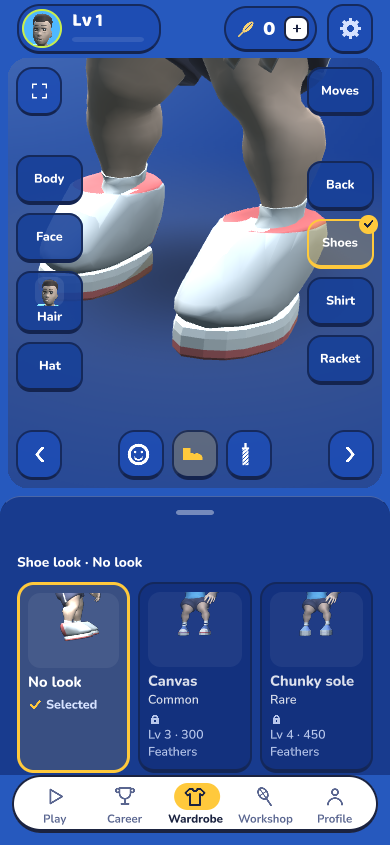 Lv 1
0
+
Moves
Body
Back
Face
Shoes
Hair
Shirt
Hat
Racket
Shoe look · No look
No look
Selected
Canvas
Common
Lv 3 · 300
Feathers
Chunky sole
Rare
Lv 4 · 450
Feathers
Play
Career
Wardrobe
Workshop
Profile